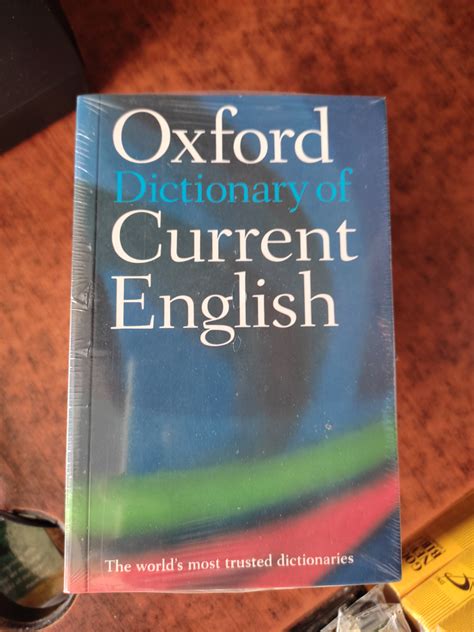 Oxford
Dictionary of
Current
English
The world's most trusted dictionaries